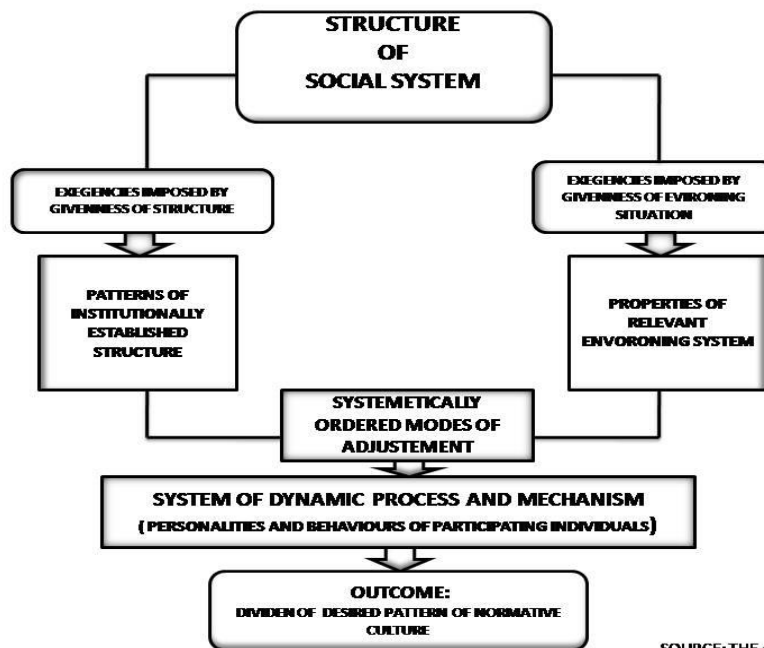 STRUCTURE
OF
SOCIAL SYSTEM
EXEGENCIES IMPOSED BY
GIVENNESS OF STRUCTURE
EXEGENCIES IMPOSED BY
GIVENNESS OF EVIRONING
SITUATION
PATTERNS OF
INSTITUTIONALLY
ESTABLISHED
STRUCTURE
PROPERTIES OF
RELEVANT
ENVORONING SYSTEM
SYSTEMETICALLY
ORDERED MODES OF
ADJUSTEMENT
SYSTEM OF DYNAMIC PROCESS AND MECHANISM
( PERSONALITIES AND BEHAVIOURS OF PARTICIPATING INDIVIDUALS)
OUTCOME:
DIVIDEN OF DESIRED PATTERN OF NORMATIVE
CULTURE
SOURCE: THE